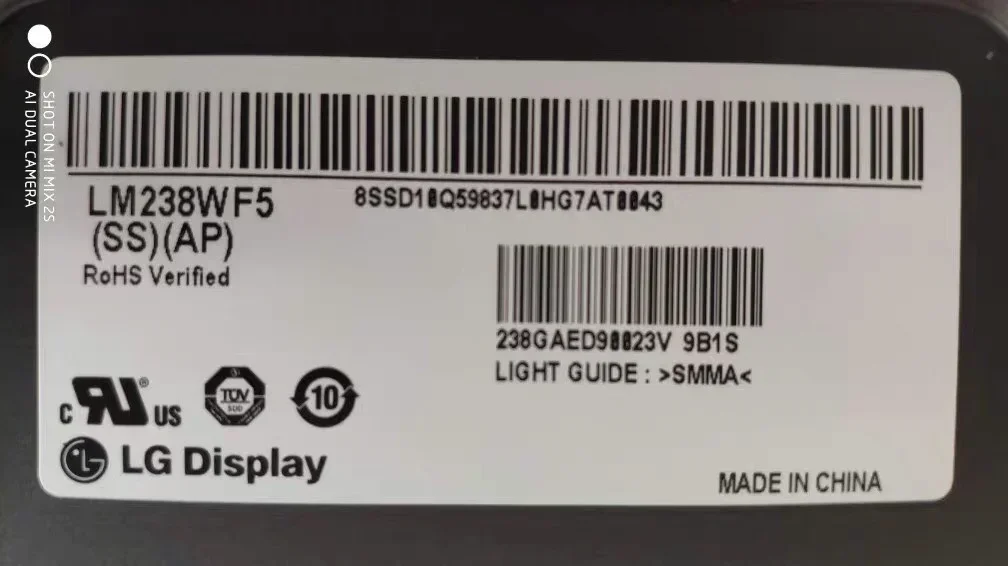 SHOT ON MI MIX 2S
AI DUAL CAMERA
LM238WF5
(SS)(AP)
RoHS Verified
8SSD10Q59837L0HG7AT0043
238GAED90023V 9B1S
LIGHT GUIDE : >SMMA<
C RU® US
TÜV
SÜD
10
LG Display
MADE IN CHINA